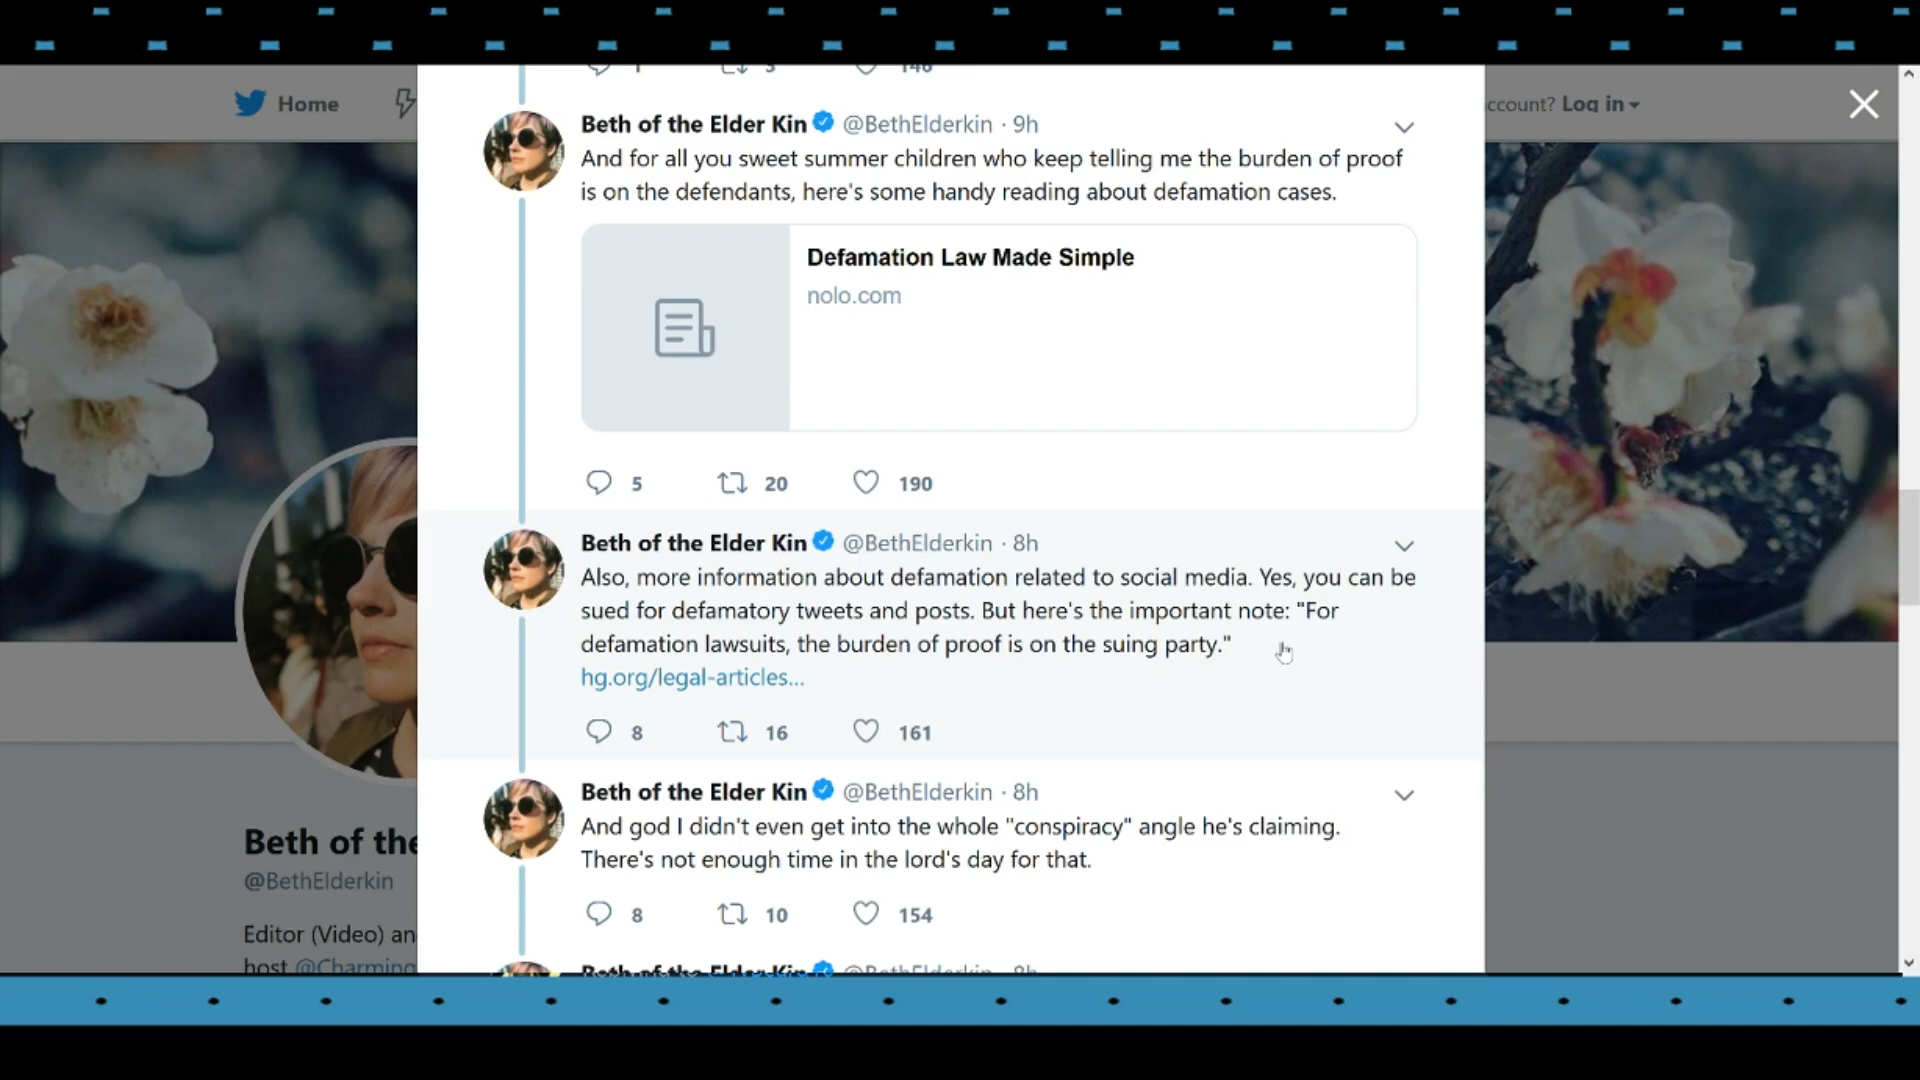 1 3 146
Home
ccount? Log in
Beth of the Elder Kin @BethElderkin · 9h
And for all you sweet summer children who keep telling me the burden of proof
is on the defendants, here's some handy reading about defamation cases.
Defamation Law Made Simple
nolo.com
5 20 190
Beth of the Elder Kin @BethElderkin · 8h
Also, more information about defamation related to social media. Yes, you can be
sued for defamatory tweets and posts. But here's the important note: "For
defamation lawsuits, the burden of proof is on the suing party."
hg.org/legal-articles...
8 16 161
Beth of the Elder Kin @BethElderkin · 8h
And god I didn't even get into the whole "conspiracy" angle he's claiming.
There's not enough time in the lord's day for that.
8 10 154
Beth of the Elder Kin @BethElderkin · 8h
Beth of the
@BethElderkin
Editor (Video) an
host @Charming